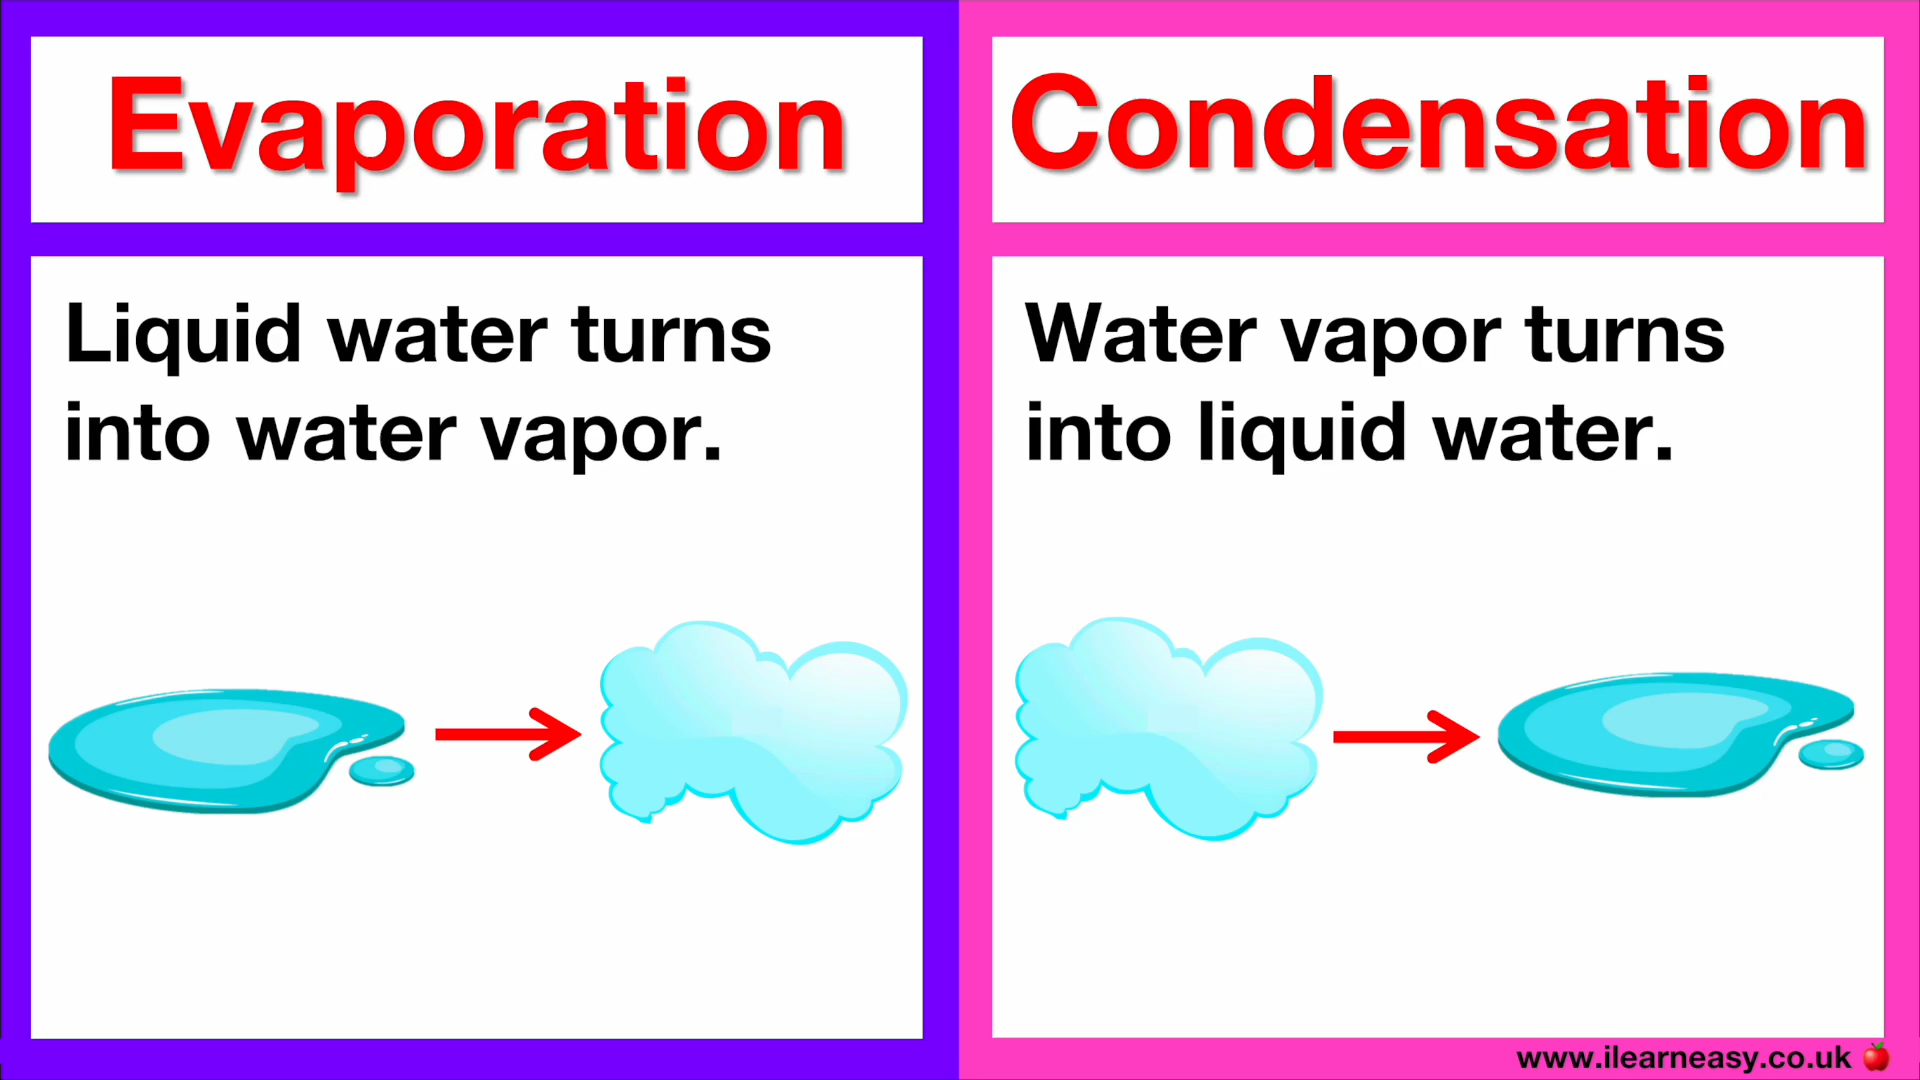 Evaporation
Liquid water turns
into water vapor.
Condensation
Water vapor turns
into liquid water.
www.ilearneasy.co.uk